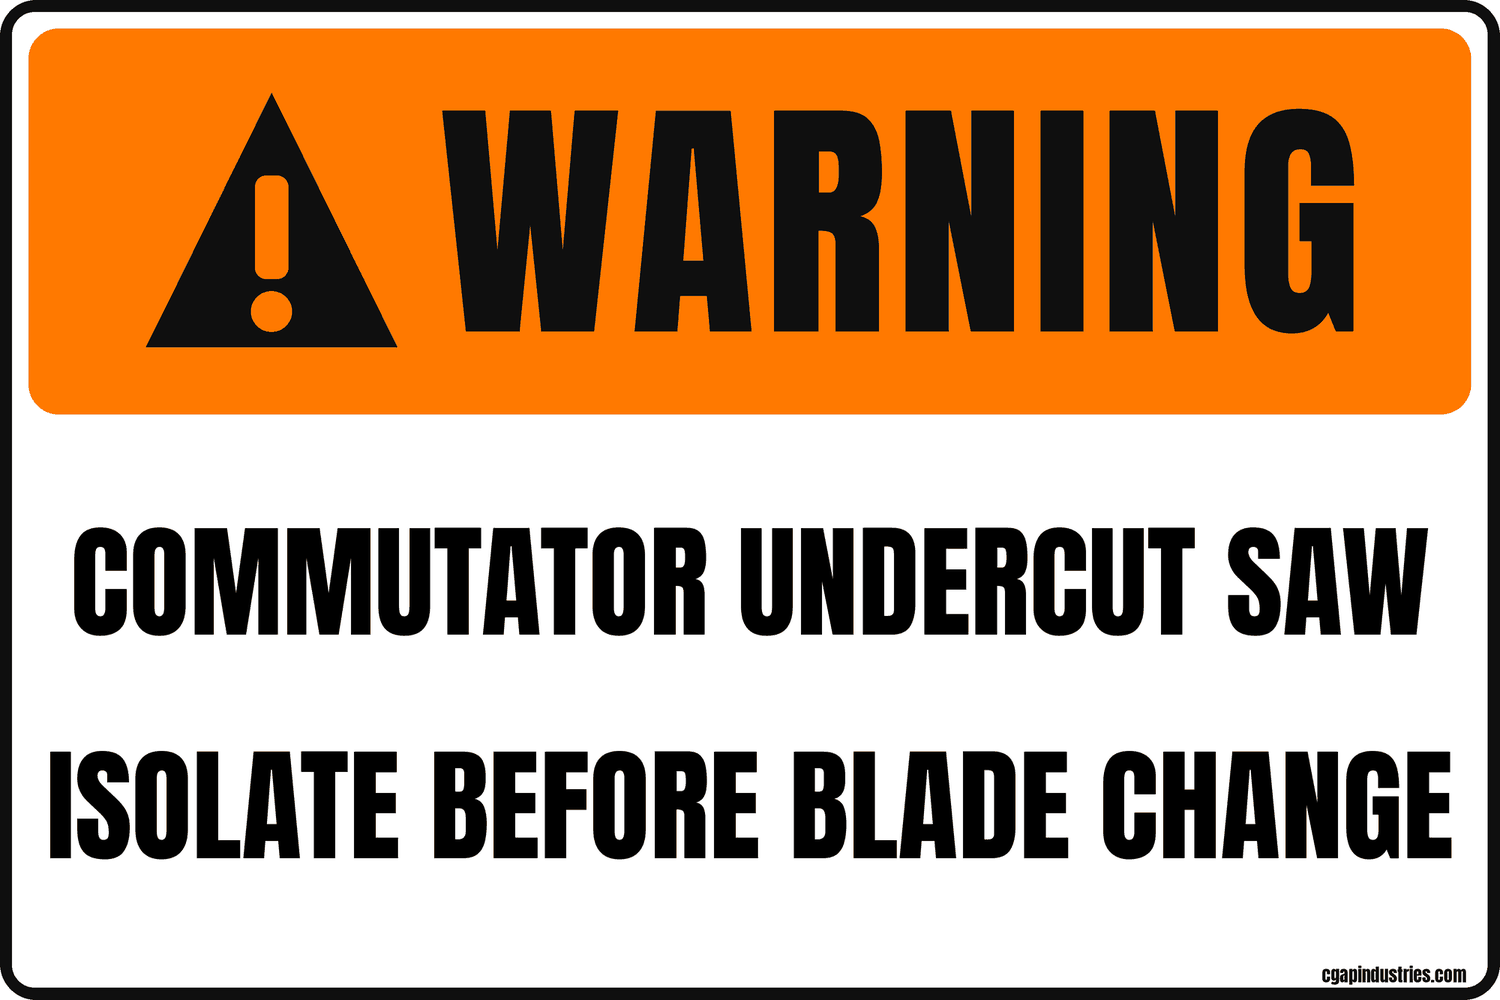 WARNING
COMMUTATOR UNDERCUT SAW
ISOLATE BEFORE BLADE CHANGE
cgapindustries.com